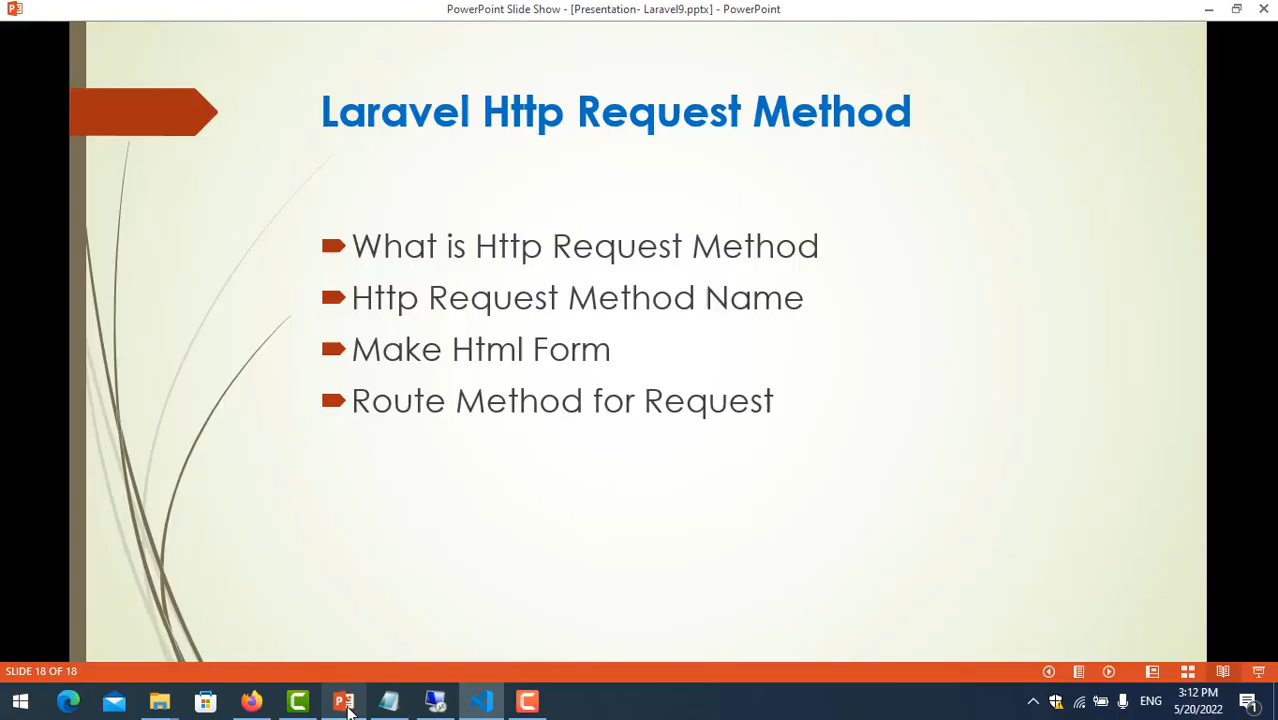 PowerPoint Slide Show - [Presentation- Laravel9.pptx] - PowerPoint
Laravel Http Request Method
What is Http Request Method
Http Request Method Name
Make Html Form
Route Method for Request
SLIDE 18 OF 18
ENG
3:12 PM
5/20/2022
1